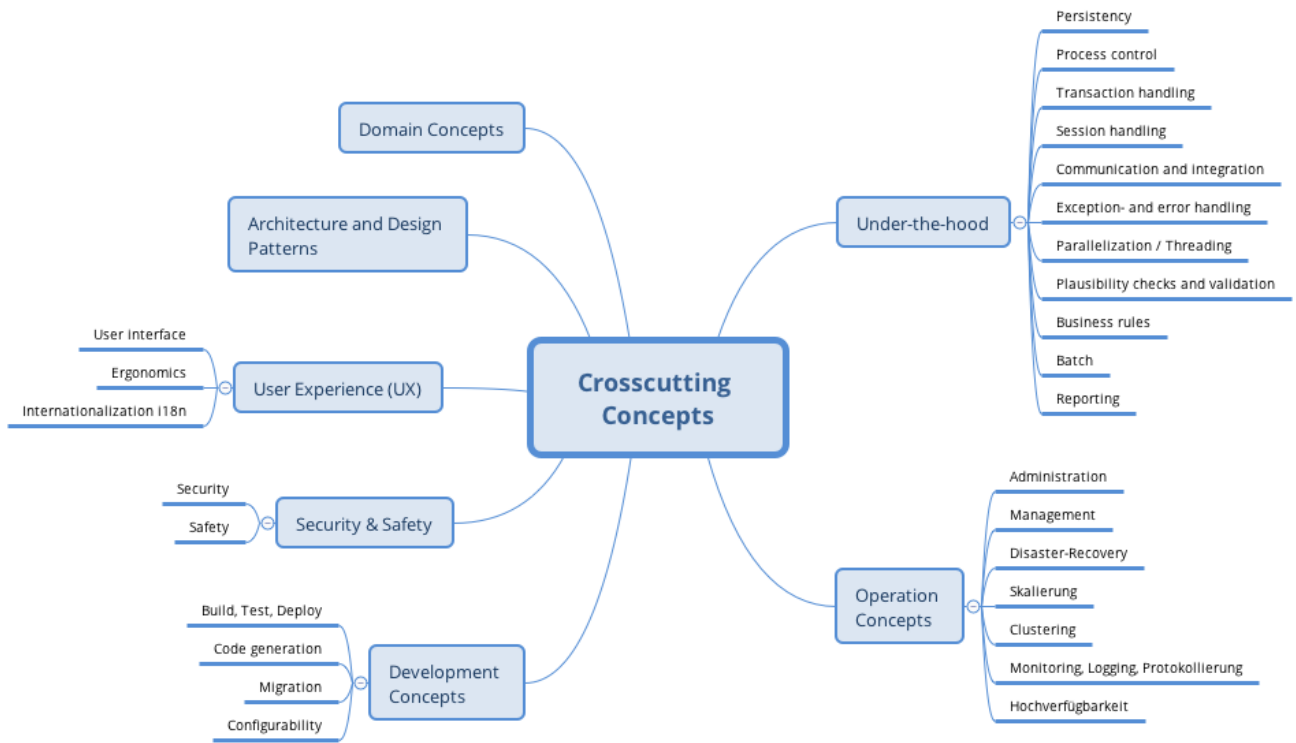 Crosscutting
Concepts
Domain Concepts
Architecture and Design
Patterns
User Experience (UX)
User interface
Ergonomics
Internationalization i18n
Security & Safety
Security
Safety
Development
Concepts
Build, Test, Deploy
Code generation
Migration
Configurability
Under-the-hood
Persistency
Process control
Transaction handling
Session handling
Communication and integration
Exception- and error handling
Parallelization / Threading
Plausibility checks and validation
Business rules
Batch
Reporting
Operation
Concepts
Administration
Management
Disaster-Recovery
Skalierung
Clustering
Monitoring, Logging, Protokollierung
Hochverfügbarkeit